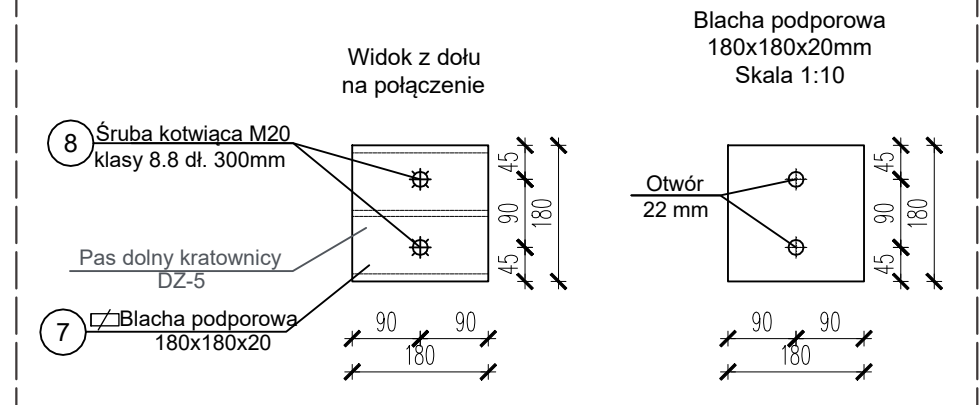 Widok z dołu
na połączenie
8
Śruba kotwiąca M20
klasy 8.8 dł. 300mm
Pas dolny kratownicy
DZ-5
7
Blacha podporowa
180x180x20
45
90
45
180
90
90
180
Blacha podporowa
180x180x20mm
Skala 1:10
Otwór
22 mm
45
90
45
180
90
90
180